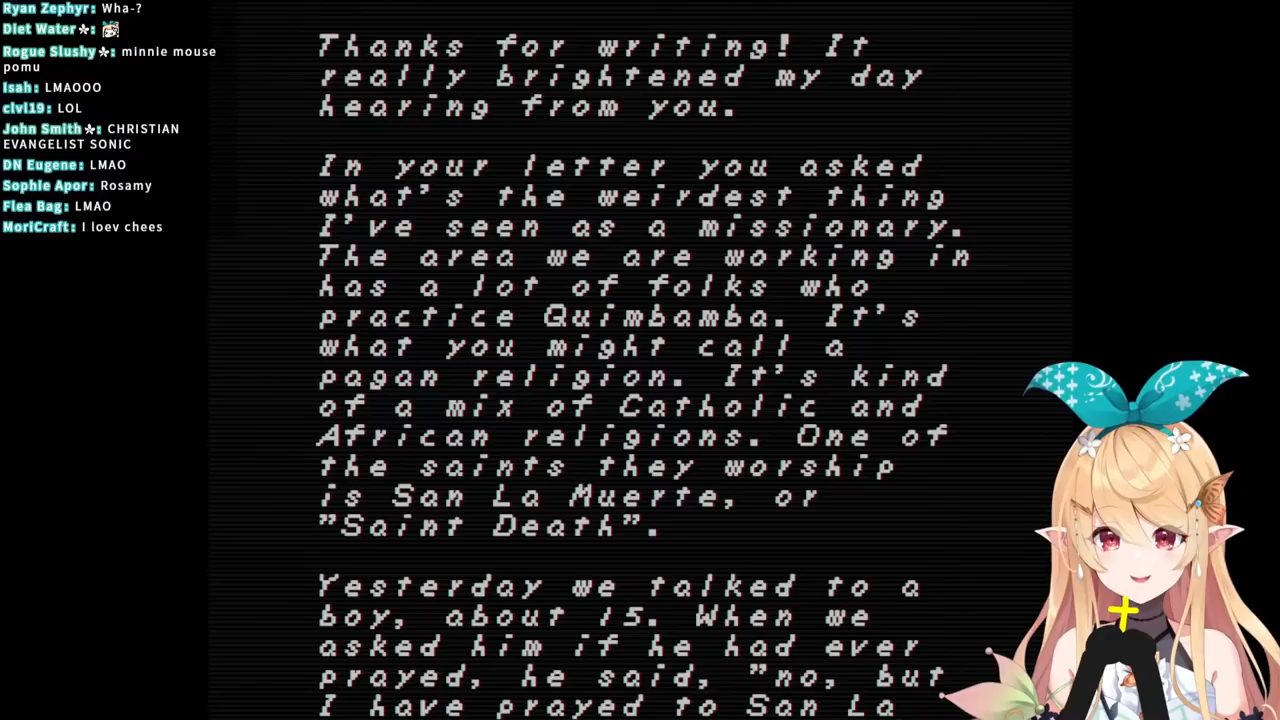 Ryan Zephyr: Wha-?
Diet Water:
Rogue Slushy: minnie mouse
pomu
Isah: LMAOOO
clvl19: LOL
John Smith: CHRISTIAN
EVANGELIST SONIC
DN Eugene: LMAO
Sophie Apor: Rosamy
Flea Bag: LMAO
MoriCraft: I loev chees
Thanks for writing! It
really brightened my day
hearing from you.
In your letter you asked
what's the weirdest thing
I've seen as a missionary.
The area we are working in
has a lot of folks who
practice Quimbamba. It's
what you might call a
pagan religion. It's kind
of a mix of Catholic and
African religions. One of
the saints they worship
is San La Muerte, or
"Saint Death".
Yesterday we talked to a
boy, about 15. When we
asked him if he had ever
prayed, he said, "no, but
I have prayed to San La